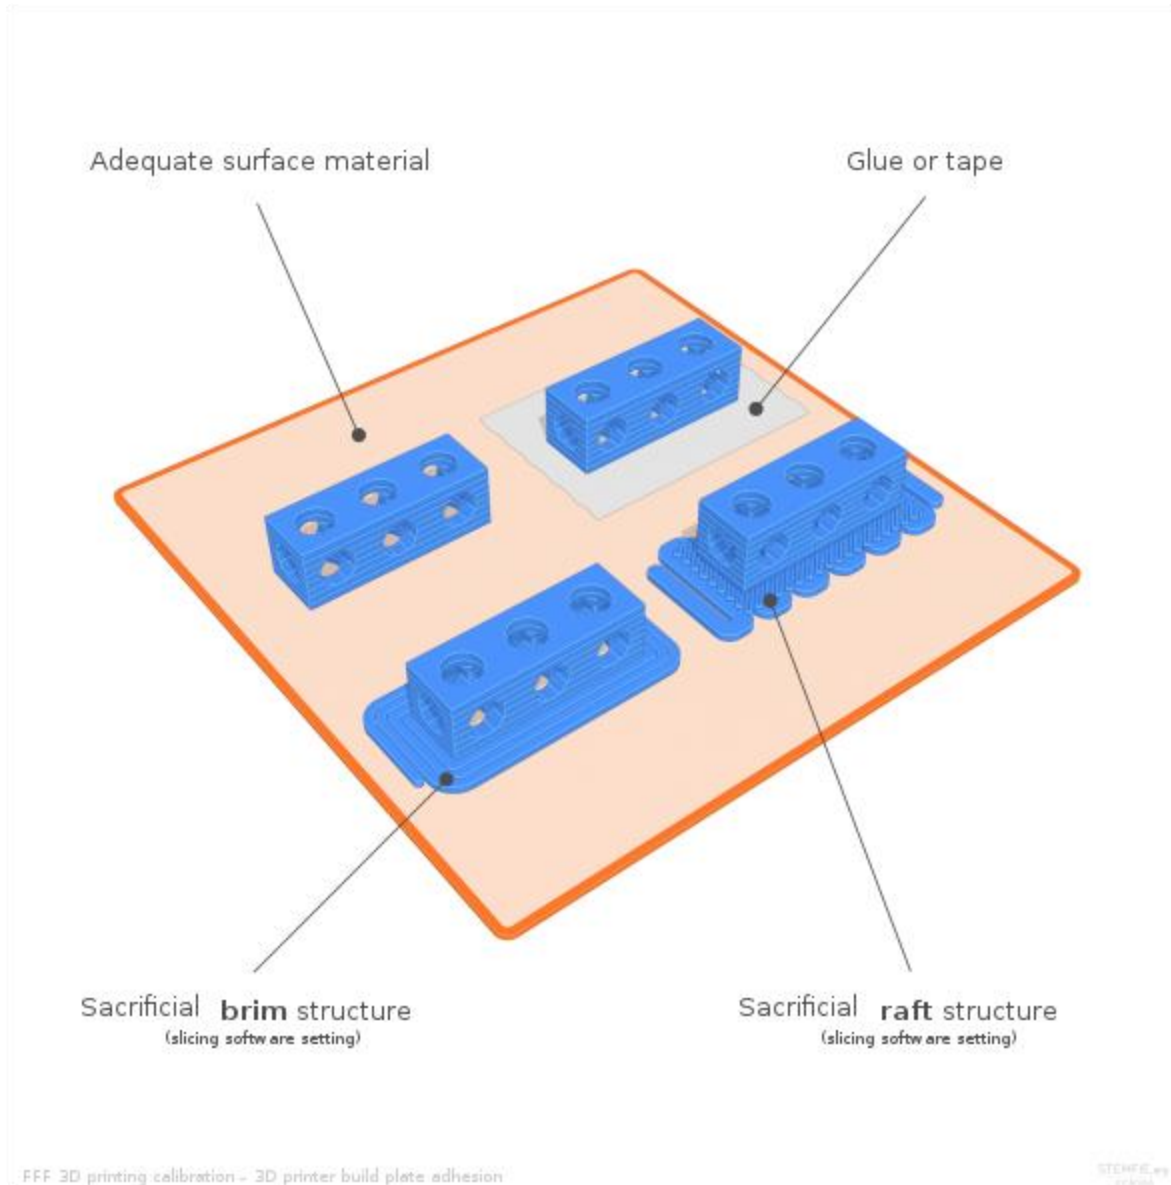 Adequate surface material
Glue or tape
Sacrificial brim structure
(slicing software setting)
Sacrificial raft structure
(slicing software setting)
FFF 3D printing calibration - 3D printer build plate adhesion